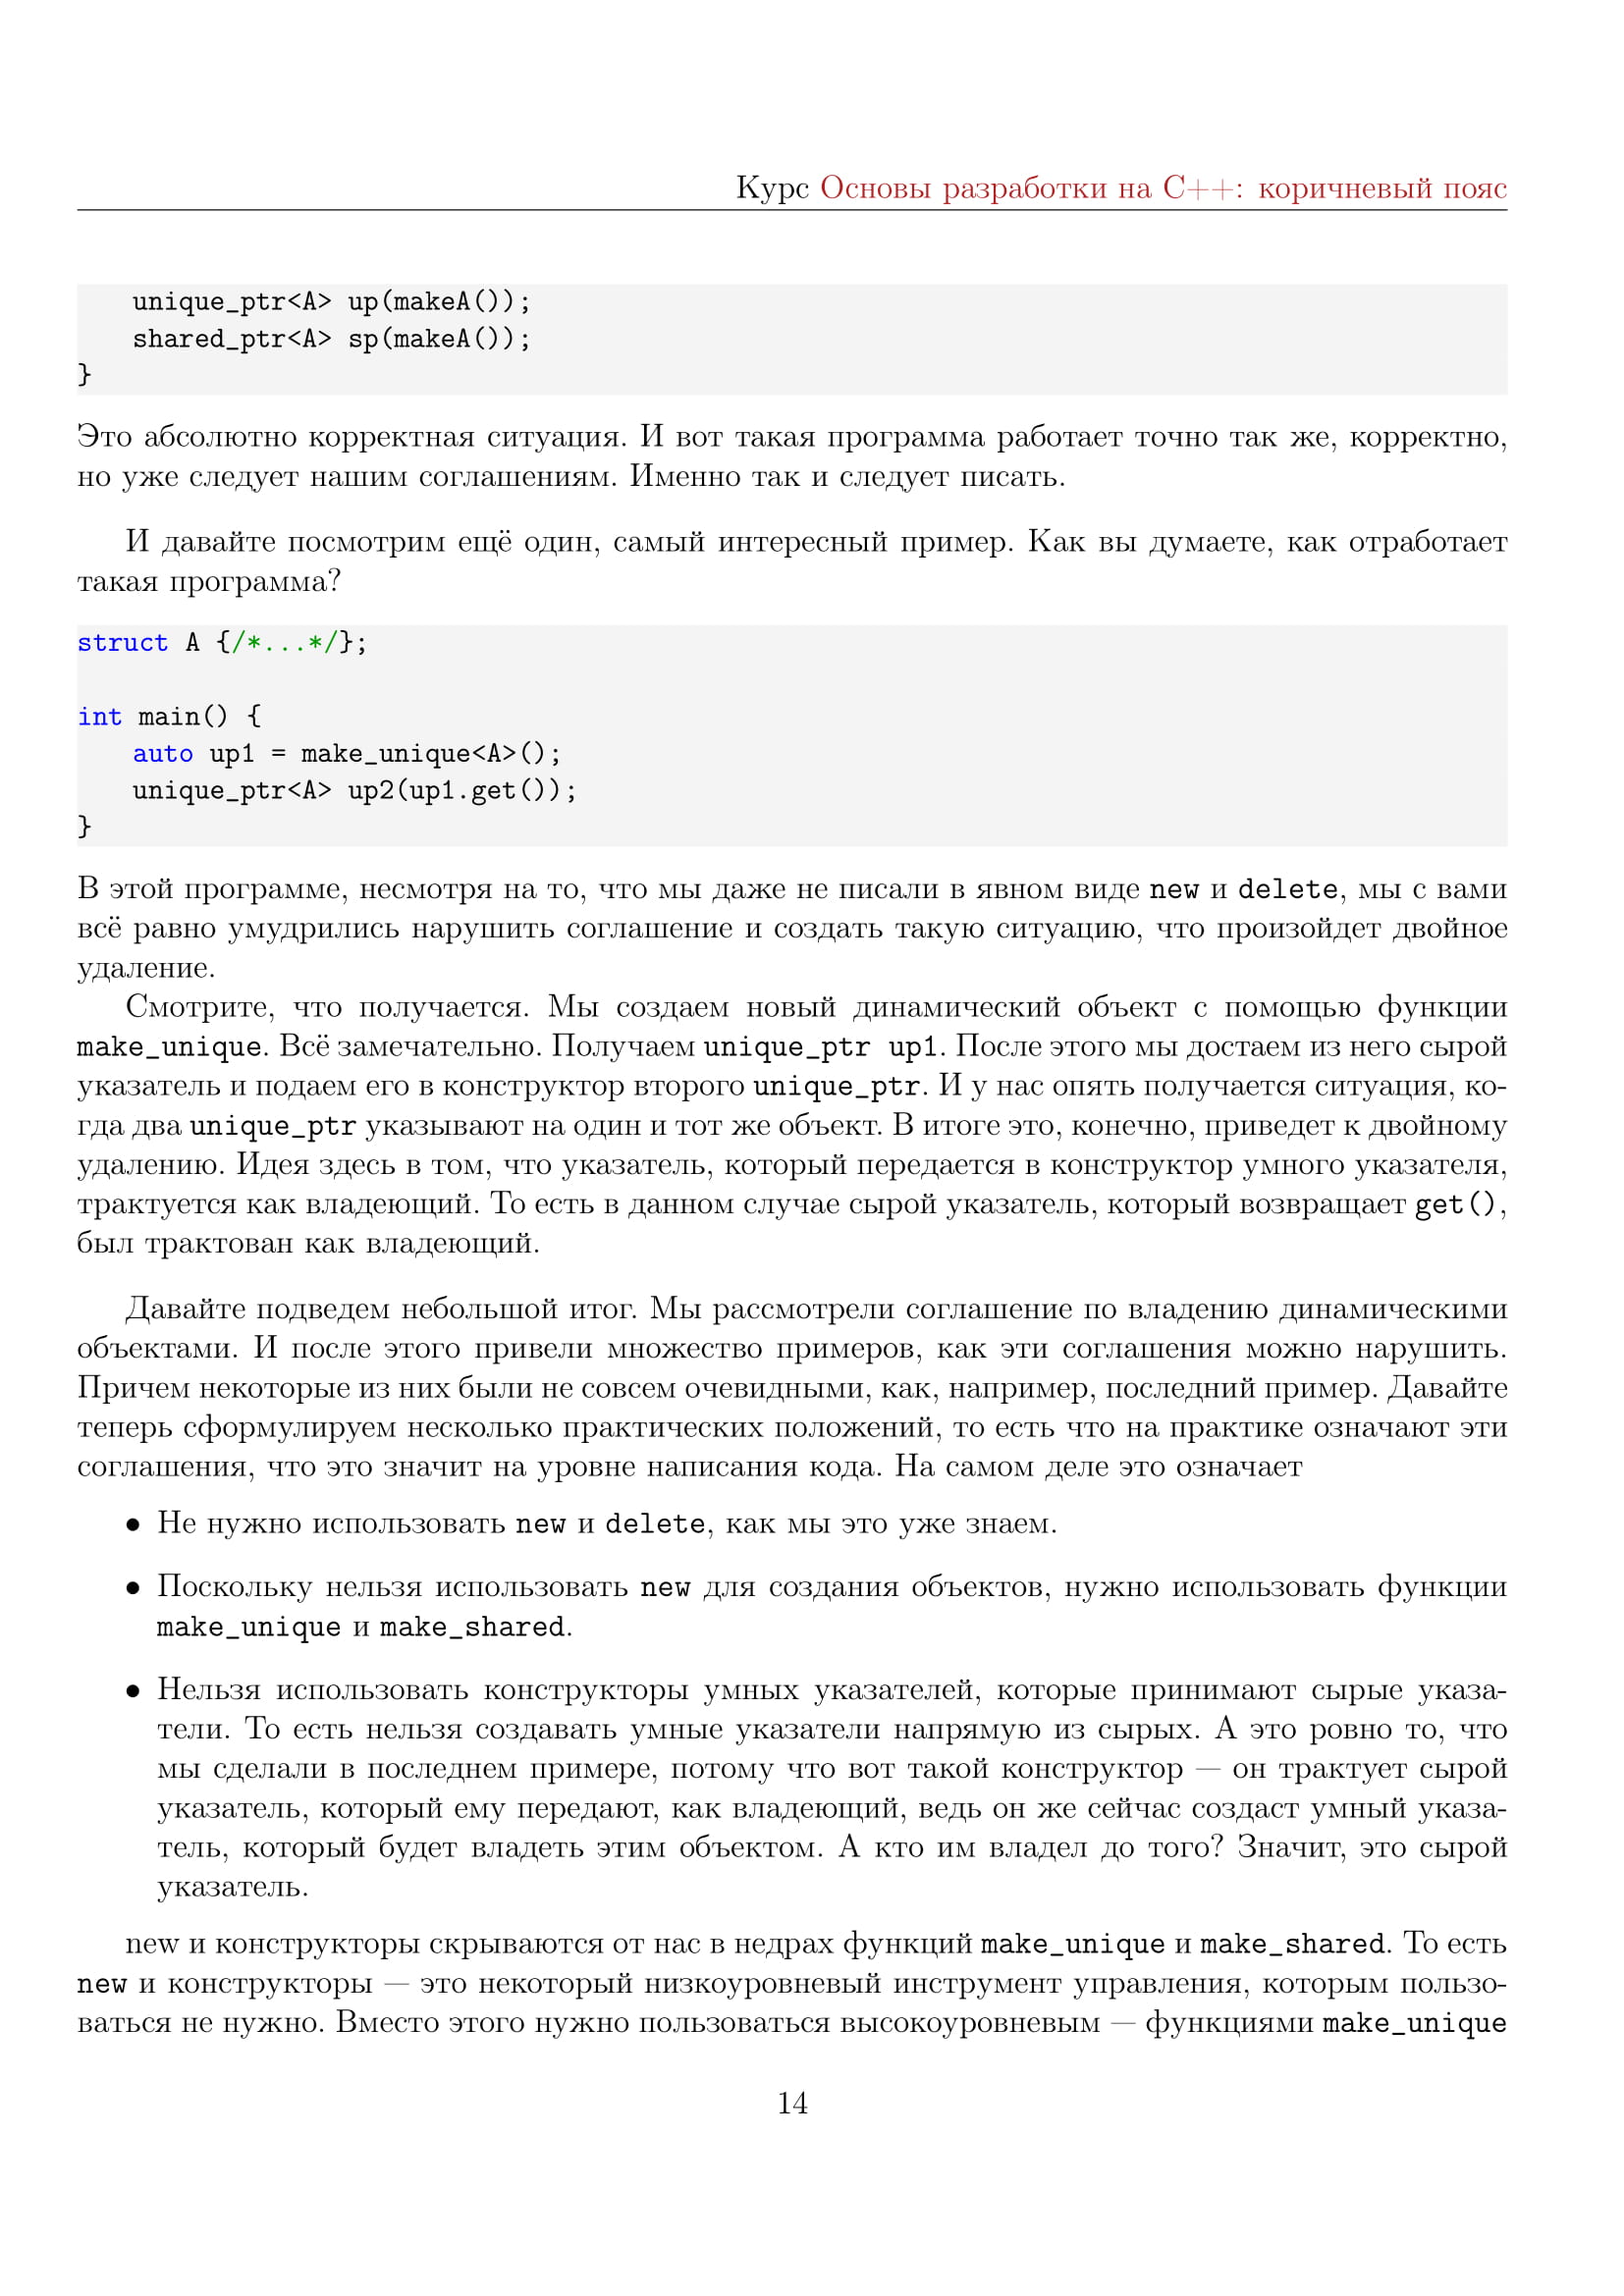 Курс Основы разработки на C++: коричневый пояс
unique_ptr<A> up(makeA());
shared_ptr<A> sp(makeA());
}
Это абсолютно корректная ситуация. И вот такая программа работает точно так же, корректно,
но уже следует нашим соглашениям. Именно так и следует писать.
И давайте посмотрим ещё один, самый интересный пример. Как вы думаете, как отработает
такая программа?
struct A {/*...*/};
int main() {
auto up1 = make_unique<A>();
unique_ptr<A> up2(up1.get());
}
В этой программе, несмотря на то, что мы даже не писали в явном виде new и delete, мы с вами
всё равно умудрились нарушить соглашение и создать такую ситуацию, что произойдет двойное
удаление.
Смотрите, что получается. Мы создаем новый динамический объект с помощью функции
make_unique. Всё замечательно. Получаем unique_ptr up1. После этого мы достаем из него сырой
указатель и подаем его в конструктор второго unique_ptr. И у нас опять получается ситуация, ко-
гда два unique_ptr указывают на один и тот же объект. В итоге это, конечно, приведет к двойному
удалению. Идея здесь в том, что указатель, который передается в конструктор умного указателя,
трактуется как владеющий. То есть в данном случае сырой указатель, который возвращает get(),
был трактован как владеющий.
Давайте подведем небольшой итог. Мы рассмотрели соглашение по владению динамическими
объектами. И после этого привели множество примеров, как эти соглашения можно нарушить.
Причем некоторые из них были не совсем очевидными, как, например, последний пример. Давайте
теперь сформулируем несколько практических положений, то есть что на практике означают эти
соглашения, что это значит на уровне написания кода. На самом деле это означает
• Не нужно использовать new и delete, как мы это уже знаем.
• Поскольку нельзя использовать new для создания объектов, нужно использовать функции
make_unique и make_shared.
• Нельзя использовать конструкторы умных указателей, которые принимают сырые указа-
тели. То есть нельзя создавать умные указатели напрямую из сырых. А это ровно то, что
мы сделали в последнем примере, потому что вот такой конструктор — он трактует сырой
указатель, который ему передают, как владеющий, ведь он же сейчас создаст умный указа-
тель, который будет владеть этим объектом. А кто им владел до того? Значит, это сырой
указатель.
new и конструкторы скрываются от нас в недрах функций make_unique и make_shared. То есть
new и конструкторы — это некоторый низкоуровневый инструмент управления, которым пользо-
ваться не нужно. Вместо этого нужно пользоваться высокоуровневым — функциями make_unique
14